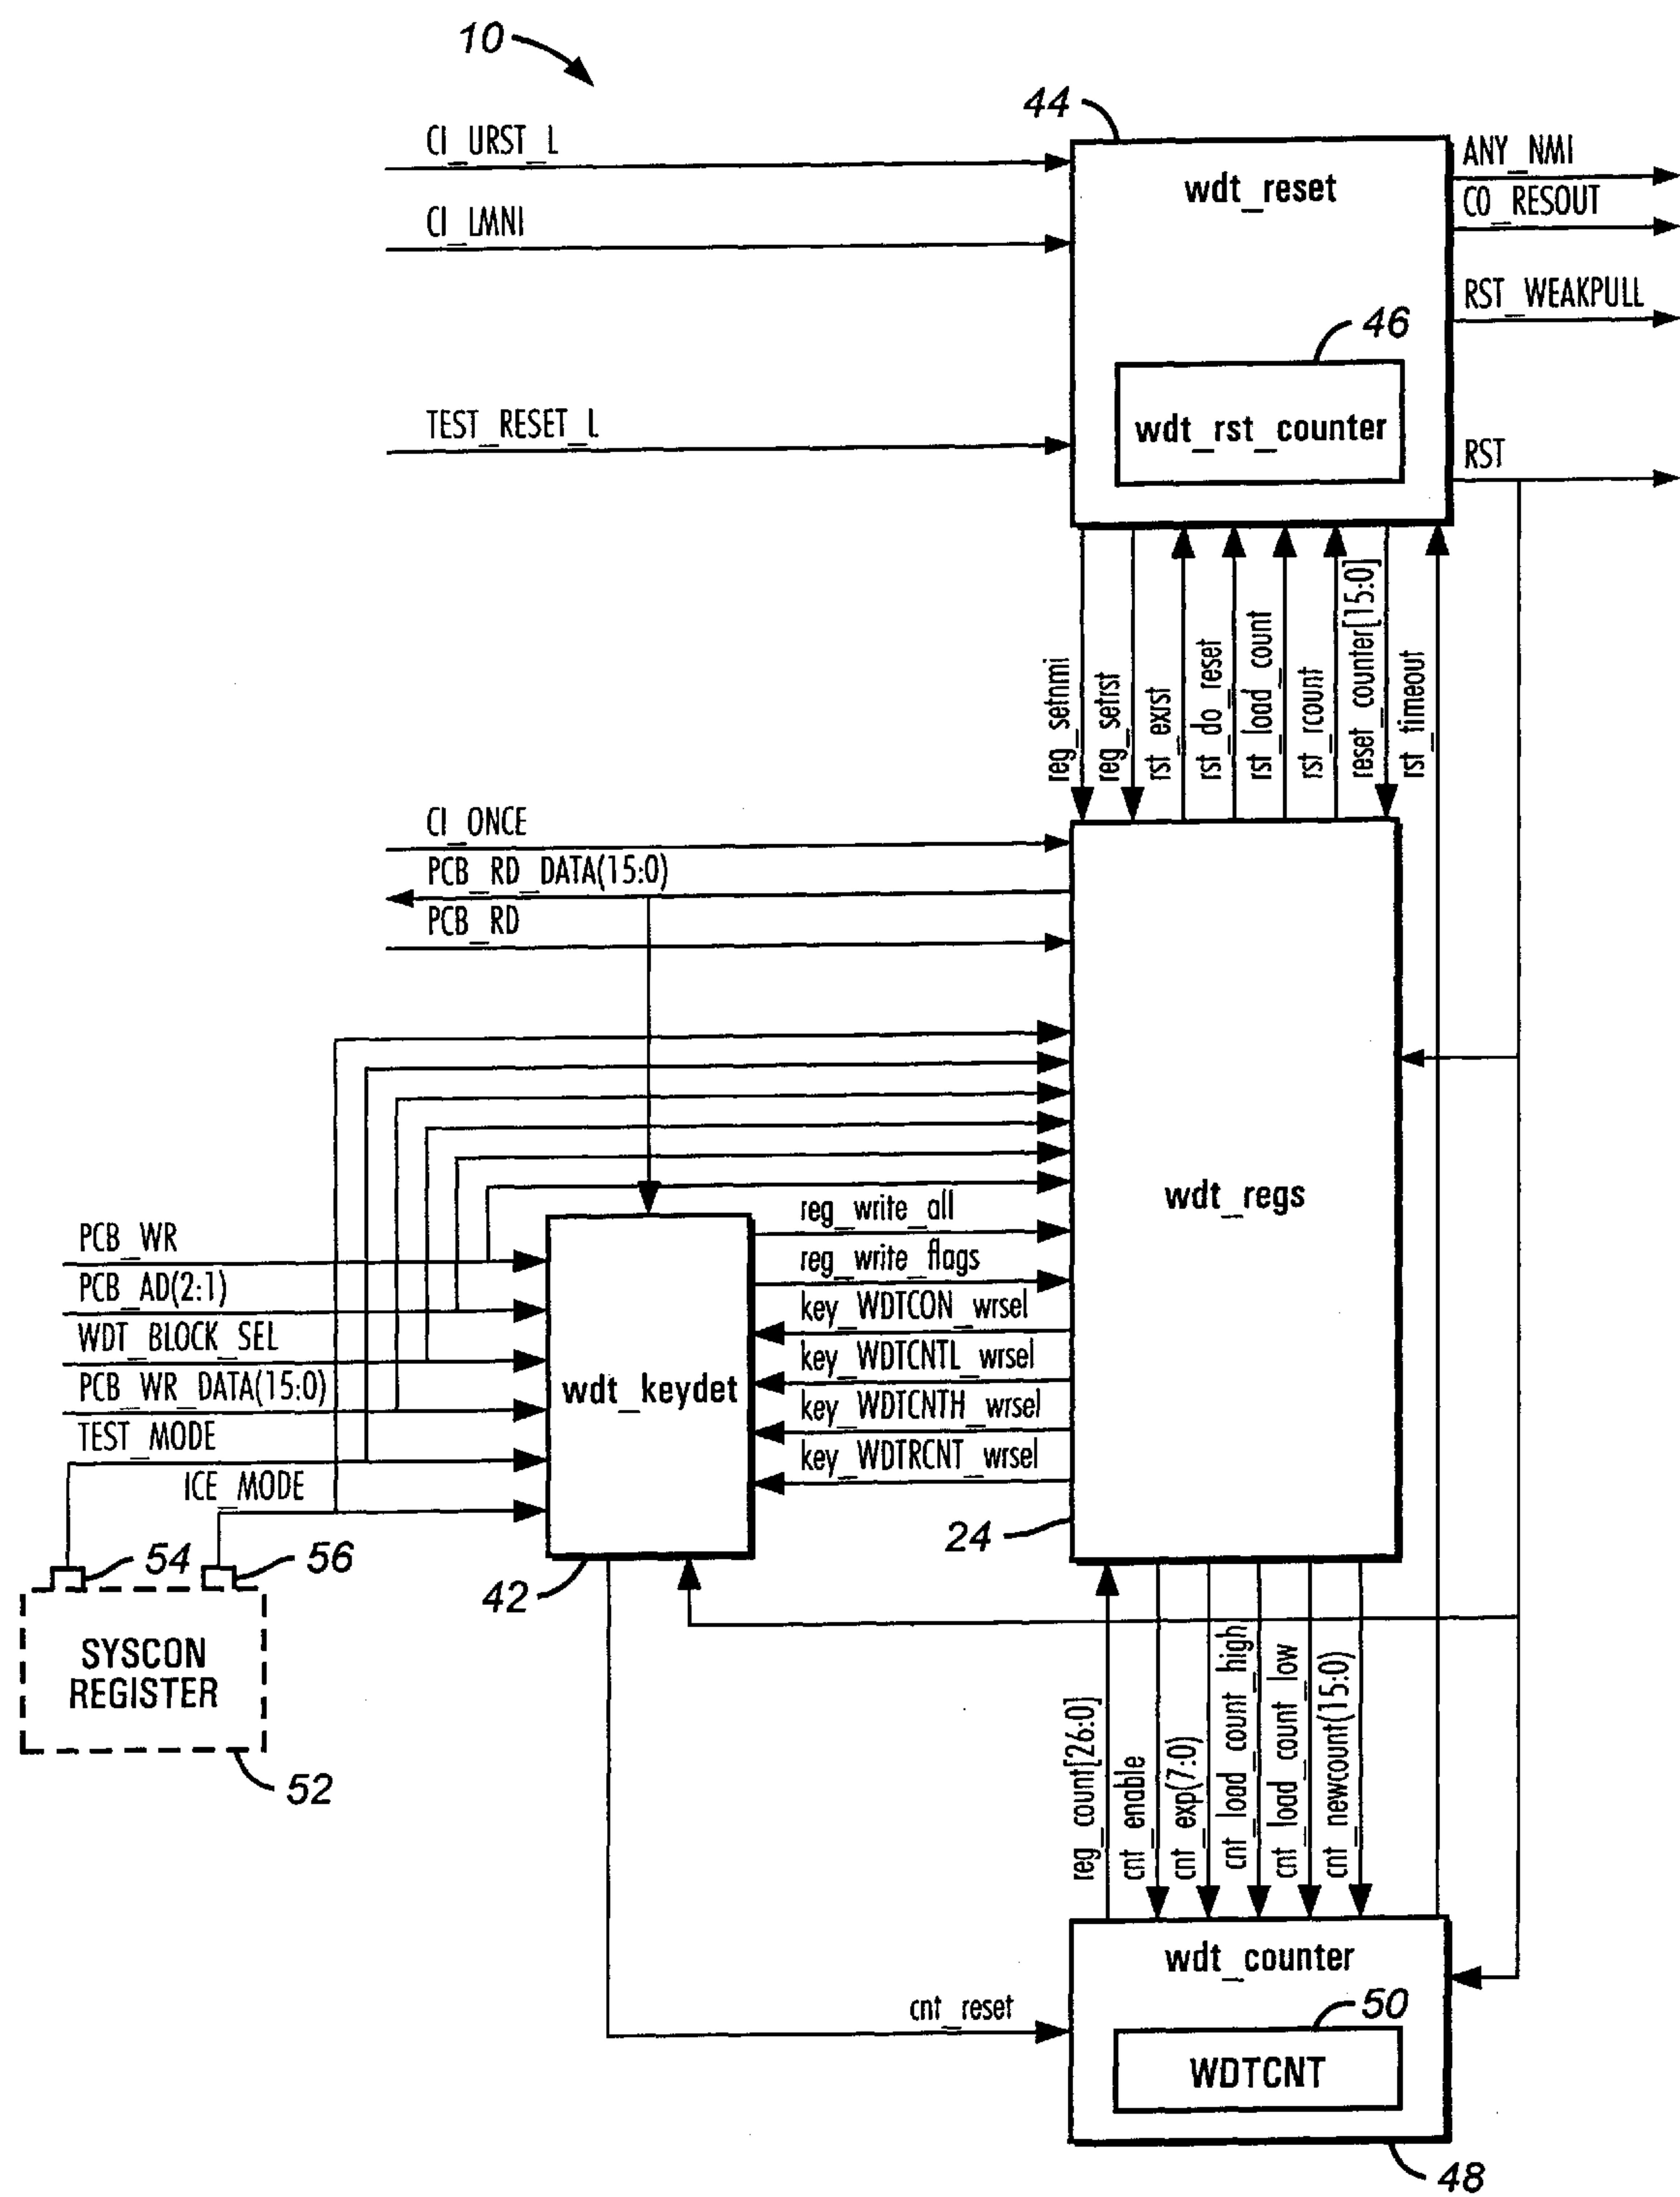 10
44
CI_URST_L
ANY_NMI
wdt_reset
CO_RESOUT
CI_LMNI
RST_WEAKPULL
46
TEST_RESET_L
wdt_rst_counter
RST
reg_setnmi
reg_setrst
rst_exrst
rst_do_reset
rst_load_count
rst_rcount
reset_counter[15:0]
rst_timeout
CI_ONCE
PCB_RD_DATA(15:0)
PCB_RD
wdt_regs
reg_write_all
PCB_WR
reg_write_flags
PCB_AD(2:1)
key_WDTCON_wrsel
WDT_BLOCK_SEL
key_WDTCNTL_wrsel
wdt_keydet
PCB_WR_DATA(15:0)
key_WDTCNTH_wrsel
TEST_MODE
key_WDTRCNT_wrsel
ICE_MODE
24
54
56
42
SYSCON
REGISTER
52
reg_count[26:0]
cnt_enable
cnt_exp(7:0)
cnt_load_count_high
cnt_load_count_low
cnt_newcount(15:0)
wdt_counter
cnt_reset
50
WDTCNT
48